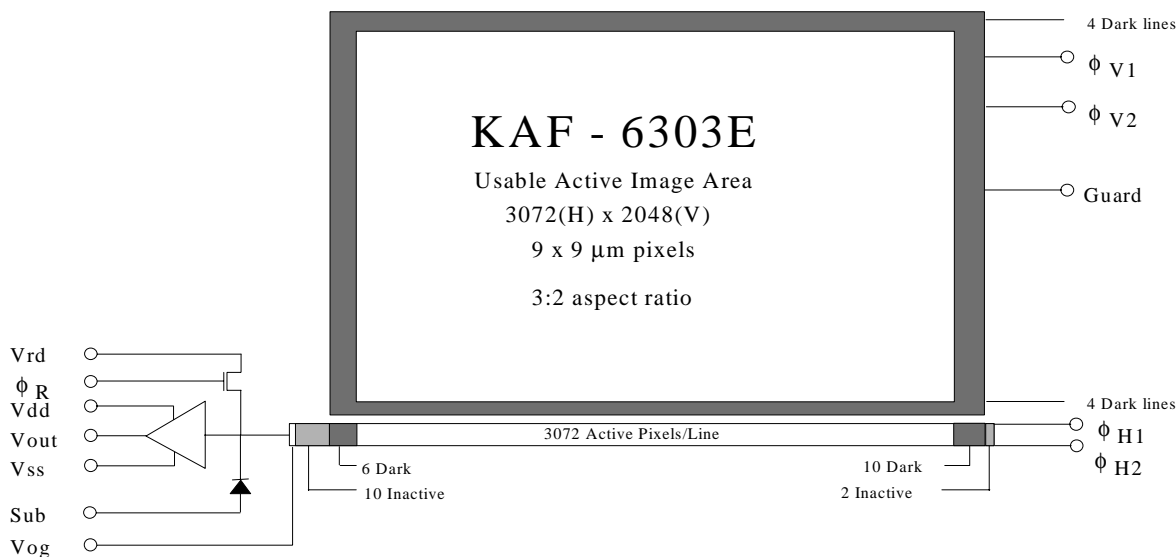 4 Dark lines
ϕ V1
ϕ V2
KAF - 6303E
Usable Active Image Area
3072(H) x 2048(V)
9 x 9 μm pixels
3:2 aspect ratio
Guard
Vrd
ϕ R
Vdd
Vout
Vss
Sub
Vog
4 Dark lines
3072 Active Pixels/Line
ϕ H1
ϕ H2
6 Dark
10 Inactive
10 Dark
2 Inactive